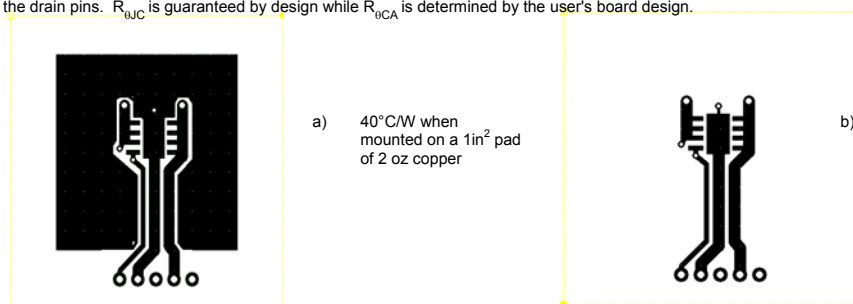 the drain pins. RθJC is guaranteed by design while RθCA is determined by the user's board design.
a) 40°C/W when
mounted on a 1in² pad
of 2 oz copper
b)